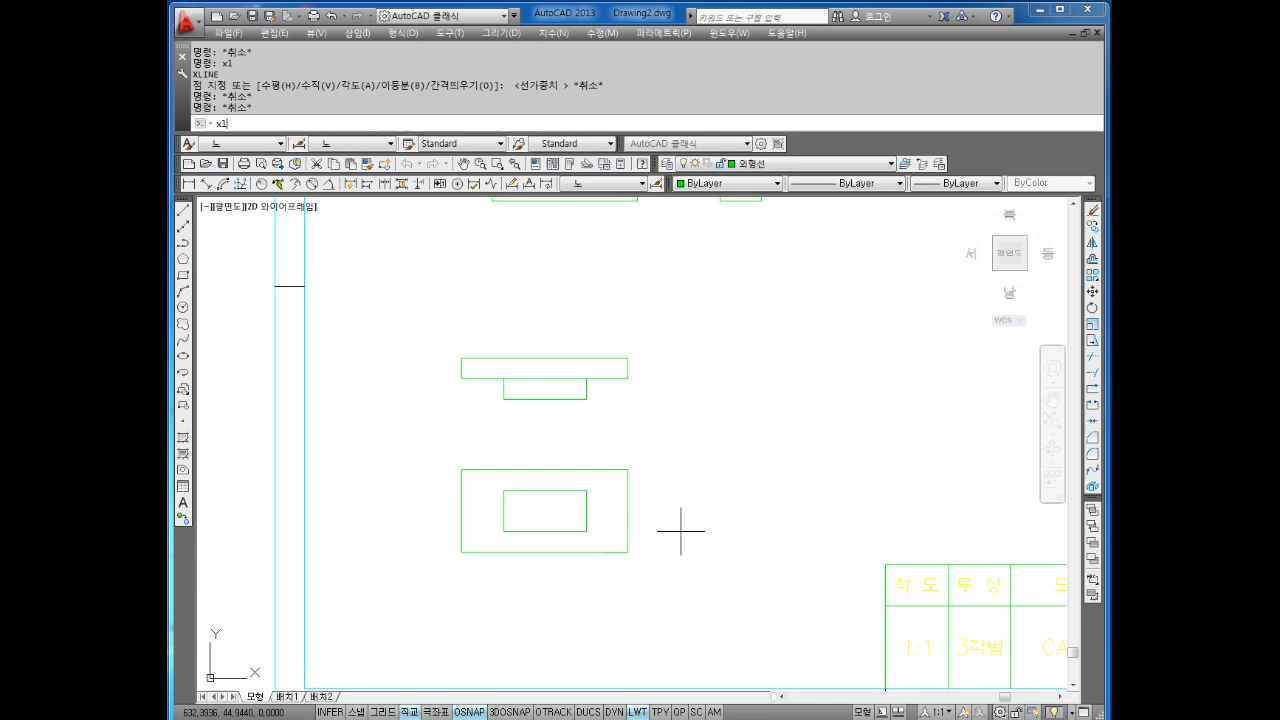 AutoCAD 클래식
AutoCAD 2013 Drawing2.dwg
키워드 또는 구절 입력
로그인
파일(F) 편집(E) 뷰(V) 삽입(I) 형식(O) 도구(T) 그리기(D) 치수(N) 수정(M) 파라메트릭(P) 윈도우(W) 도움말(H)
명령: *취소*
명령: xl
XLINE
점 지정 또는 [수평(H)/수직(V)/각도(A)/이등분(B)/간격띄우기(O)]: <선가중치 > *취소*
명령: *취소*
명령: *취소*
xl
Standard Standard AutoCAD 클래식
외형선
ByLayer ByLayer ByLayer ByColor
[-][평면도][2D 와이어프레임]
북
서 평면도 동
남
WCS
척 도 투 상 도
1:1 3각법 CA
Y
X
모형 배치1 배치2
632,3936, 44,9440, 0,0000 INFER 스냅 그리드 직교 극좌표 OSNAP 3DOSNAP OTRACK DUCS DYN LWT TPY QP SC AM 모형 1:1